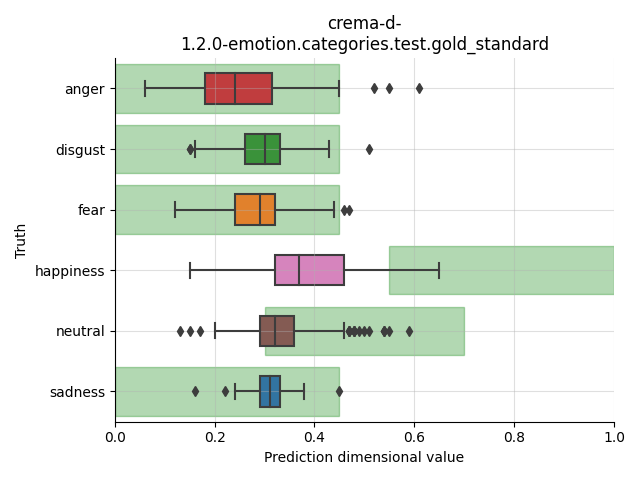 crema-d-
1.2.0-emotion.categories.test.gold_standard
anger
disgust
fear
happiness
neutral
sadness
Truth
0.0 0.2 0.4 0.6 0.8 1.0
Prediction dimensional value